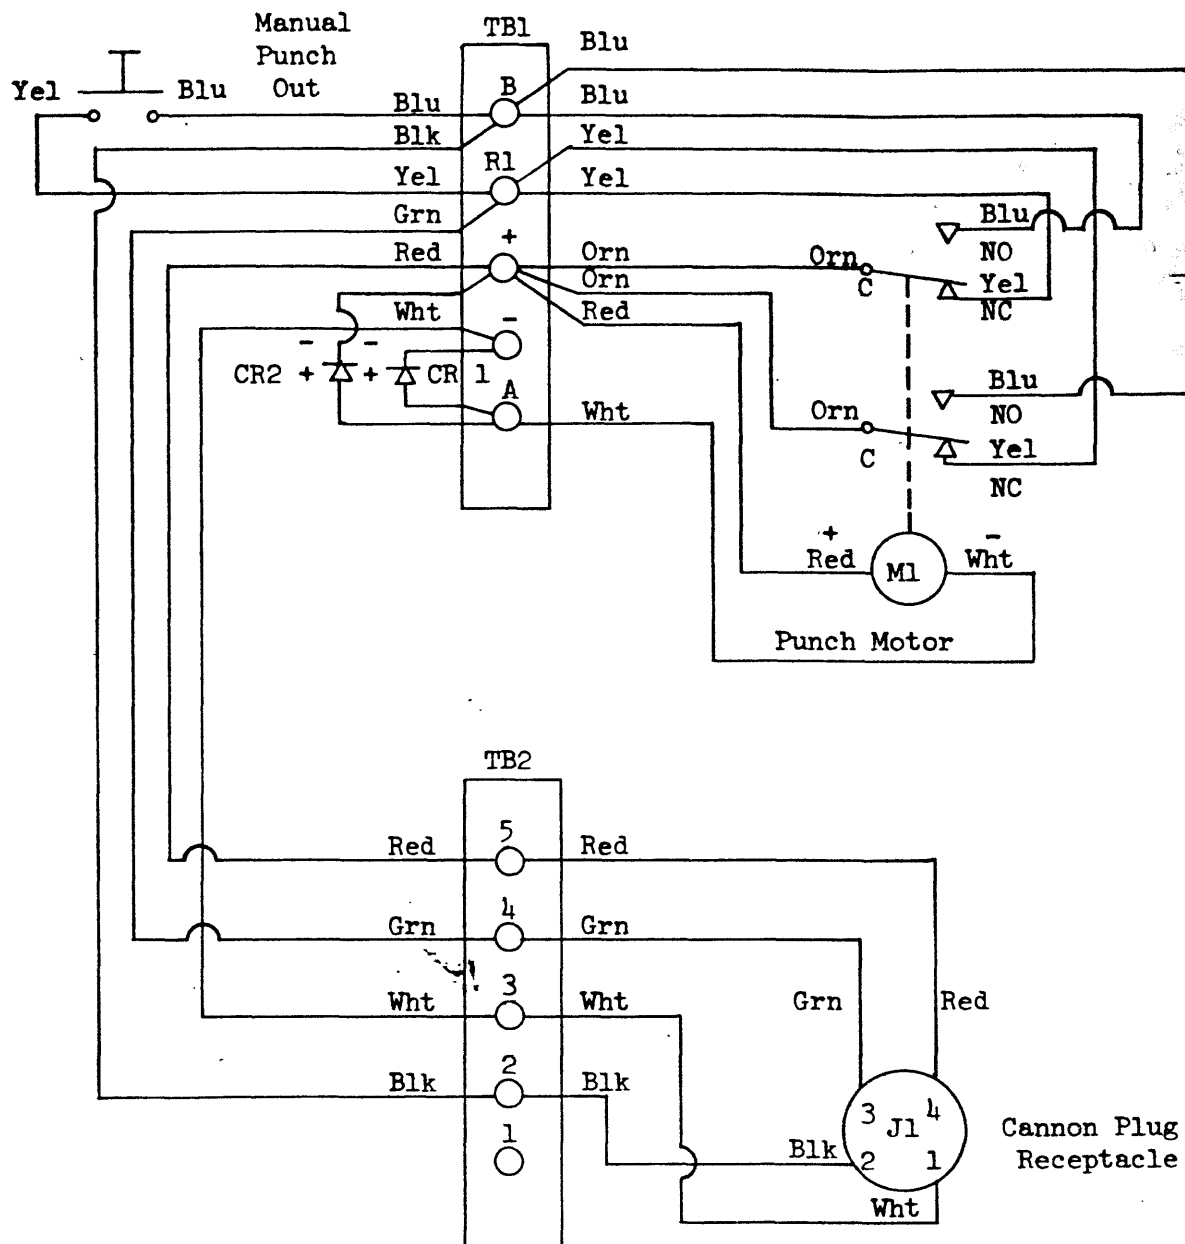 Manual
Punch
Out
TB1
Blu
Yel
Blu
B
Blu
Blu
Blk
Yel
R1
Yel
Yel
Grn
Blu
NO
+
Red
Orn
Orn
C
Orn
Yel
NC
Red
Wht
-
- -
CR2 + + CR 1
A
Wht
Blu
NO
Orn
C
Yel
NC
+ -
Red M1 Wht
Punch Motor
TB2
5
Red
Red
4
Grn
Grn
3
Wht
Wht
Grn
Red
2
Blk
Blk
1
3 4
J1
2 1
Blk
Wht
Cannon Plug
Receptacle